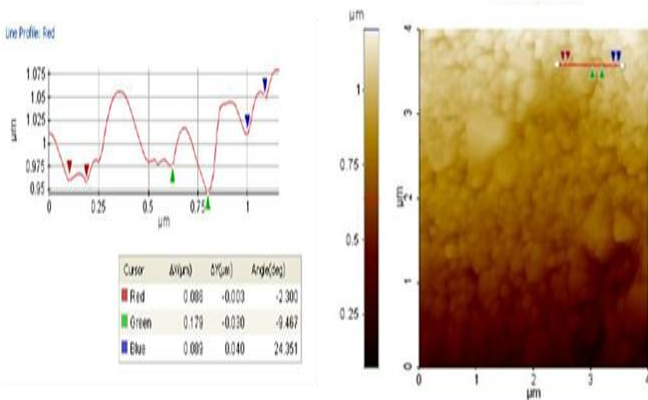 Line Profile: Red
µm
1.075
1.05
1.025
1
0.975
0.95
0 0.25 0.5 0.75 1
µm
Cursor ΔX(µm) ΔY(µm) Angle(deg)
Red 0.086 -0.003 -2.300
Green 0.179 -0.030 -9.467
Blue 0.089 0.040 24.351
µm
1
0.75
0.5
0.25
µm
4
3
2
1
0
0 1 2 3 4
µm